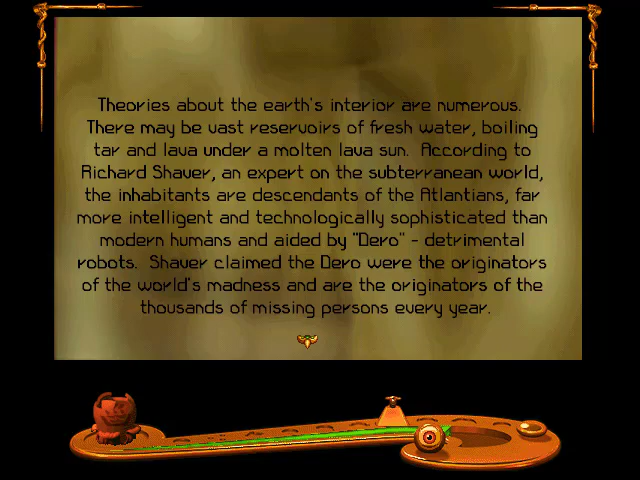 Theories about the earth's interior are numerous.
There may be vast reservoirs of fresh water, boiling
tar and lava under a molten lava sun.  According to
Richard Shaver, an expert on the subterranean world,
the inhabitants are descendants of the Atlantians, far
more intelligent and technologically sophisticated than
modern humans and aided by "Dero" - detrimental
robots.  Shaver claimed the Dero were the originators
of the world's madness and are the originators of the
thousands of missing persons every year.